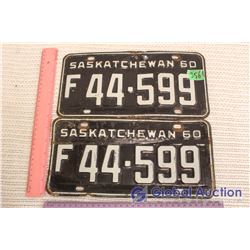 SASKATCHEWAN 60
F 44·599
SASKATCHEWAN 60
F 44·599
Global Auction